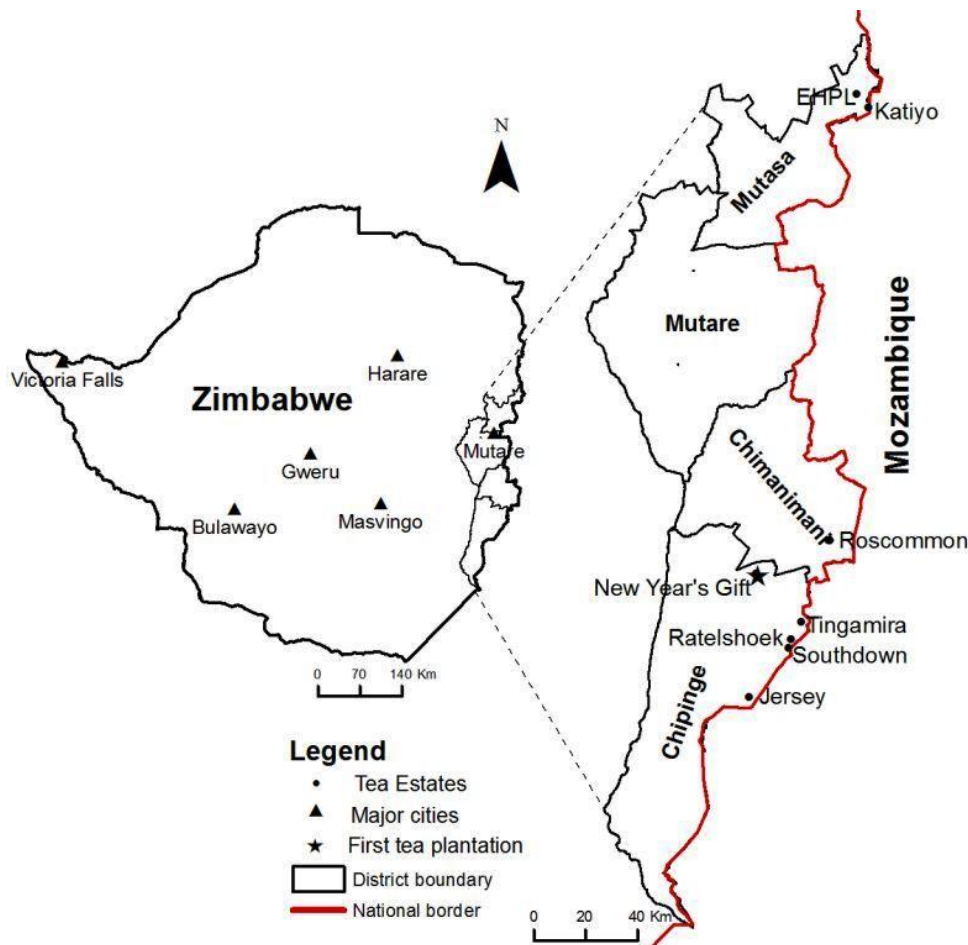 N
Zimbabwe
Victoria Falls
Harare
Mutare
Gweru
Bulawayo
Masvingo
0 70 140 Km
EHPL
Katiyo
Mutasa
Mutare
Mozambique
Chimanimani
Roscommon
New Year's Gift
Tingamira
Ratelshoek
Southdown
Jersey
Chipinge
Legend
Tea Estates
Major cities
First tea plantation
District boundary
National border
0 20 40 Km